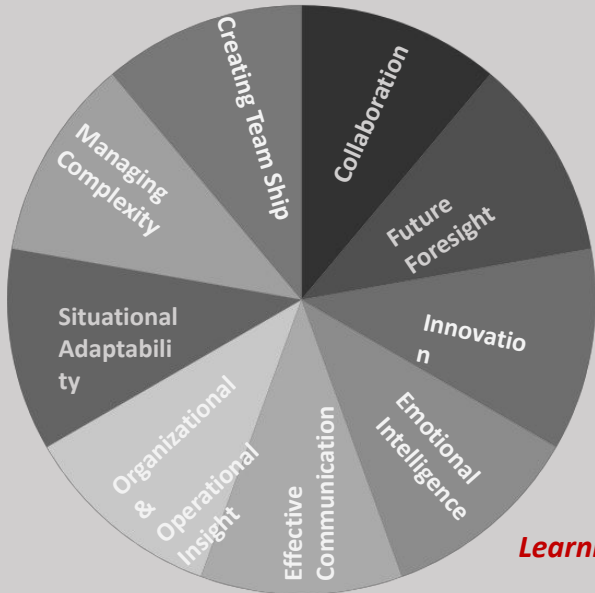 Creating Team Ship
Collaboration
Managing
Complexity
Future
Foresight
Situational
Adaptabili
ty
Innovatio
n
Organizational
&
Operational
Insight
Effective
Communication
Emotional
Intelligence